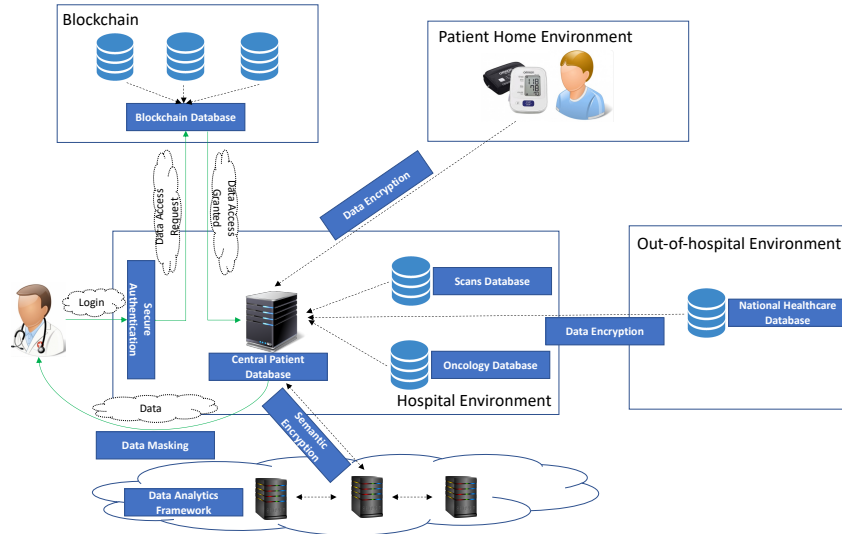 Blockchain
Blockchain Database
Patient Home Environment
Data Access
Request
Data Access
Granted
Data Encryption
Out-of-hospital Environment
Scans Database
National Healthcare
Database
Login
Secure
Authentication
Data Encryption
Central Patient
Database
Oncology Database
Hospital Environment
Data
Data Masking
Semantic
Encryption
Data Analytics
Framework